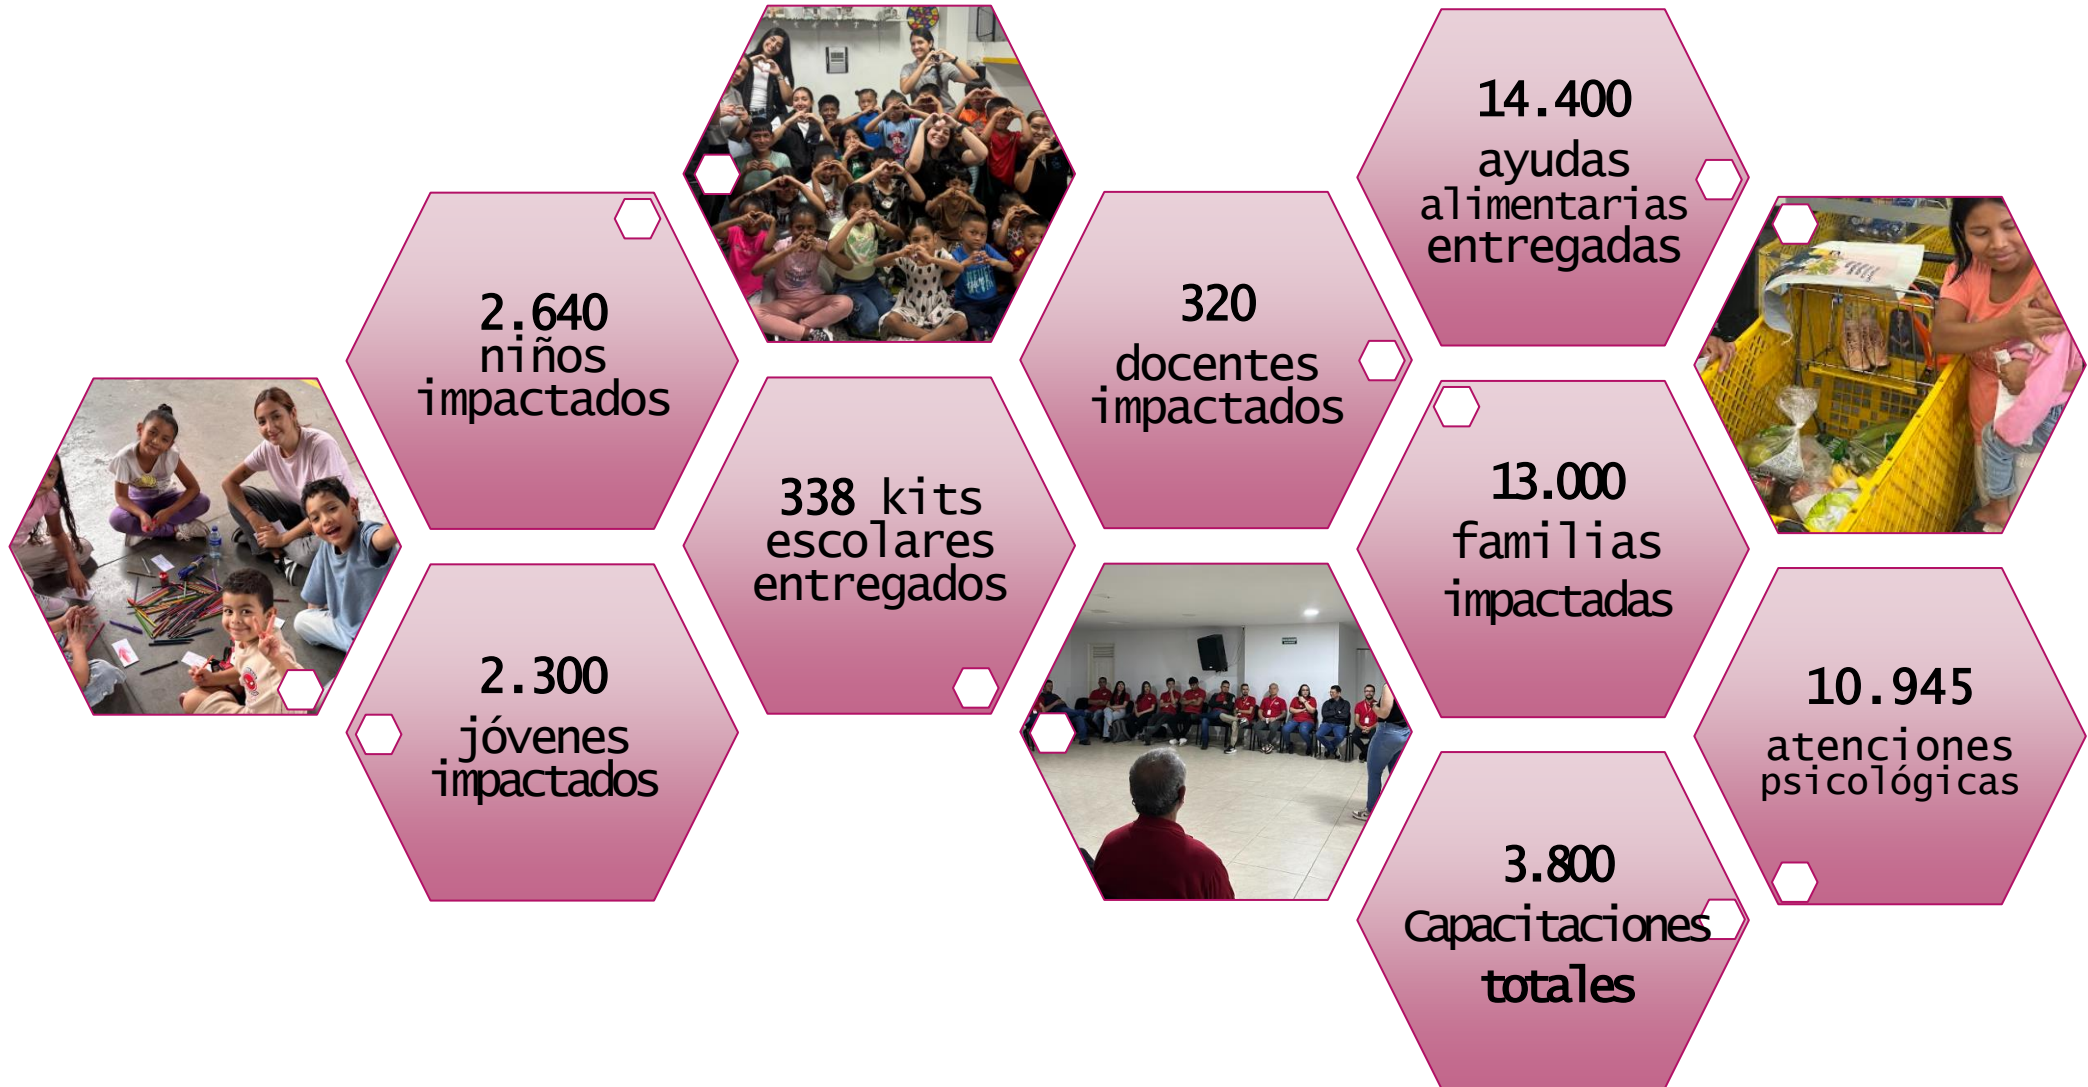 2.640
niños
impactados
2.300
jóvenes
impactados
338 kits
escolares
entregados
320
docentes
impactados
14.400
ayudas
alimentarias
entregadas
13.000
familias
impactadas
3.800
Capacitaciones
totales
10.945
atenciones
psicológicas